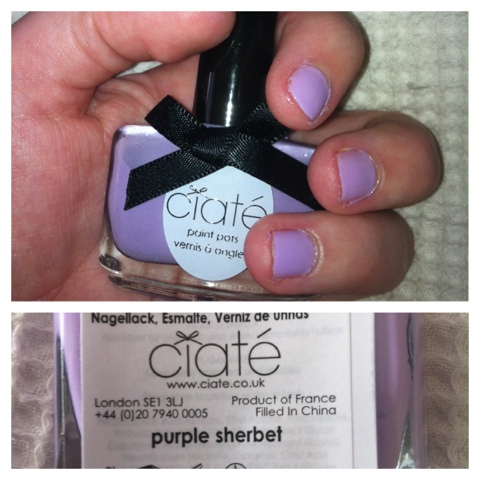 ciaté
paint pots
vernis à ongle
Nagellack, Esmalte, Verniz de unhas
ciaté
www.ciate.co.uk
London SE1 3LJ
+44 (0)20 7940 0005
Product of France
Filled In China
purple sherbet